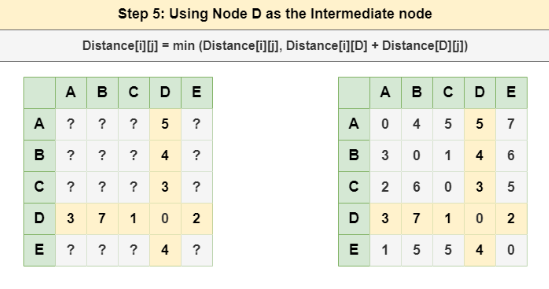 Step 5: Using Node D as the Intermediate node
Distance[i][j] = min (Distance[i][j], Distance[i][D] + Distance[D][j])
A B C D E
A ? ? ? 5 ?
B ? ? ? 4 ?
C ? ? ? 3 ?
D 3 7 1 0 2
E ? ? ? 4 ?
A B C D E
A 0 4 5 5 7
B 3 0 1 4 6
C 2 6 0 3 5
D 3 7 1 0 2
E 1 5 5 4 0